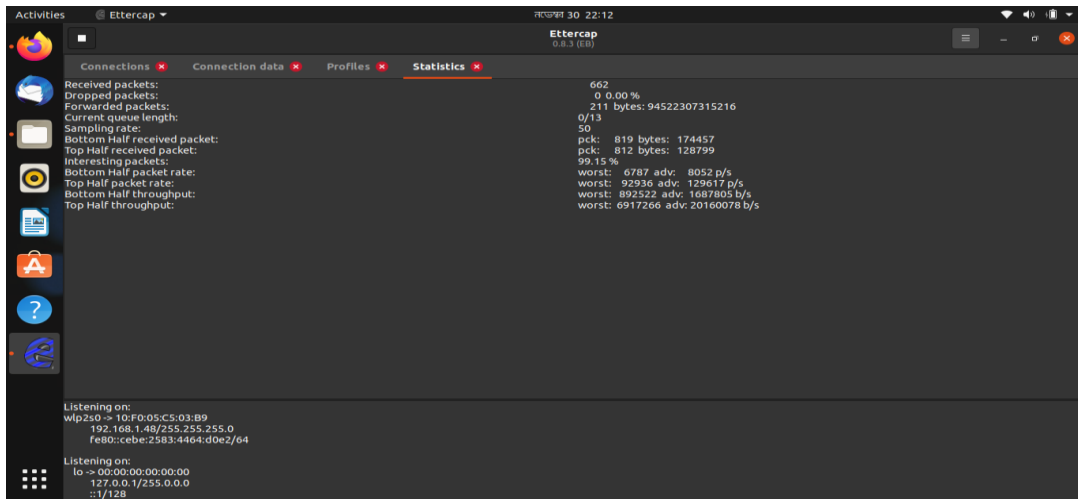 Activities Ettercap নভেম্বর 30 22:12
Ettercap
0.8.3 (EB)
Connections Connection data Profiles Statistics
Received packets: 662
Dropped packets: 0 0.00 %
Forwarded packets: 211 bytes: 94522307315216
Current queue length: 0/13
Sampling rate: 50
Bottom Half received packet: pck: 819 bytes: 174457
Top Half received packet: pck: 812 bytes: 128799
Interesting packets: 99.15 %
Bottom Half packet rate: worst: 6787 adv: 8052 p/s
Top Half packet rate: worst: 92936 adv: 129617 p/s
Bottom Half throughput: worst: 892522 adv: 1687805 b/s
Top Half throughput: worst: 6917266 adv: 20160078 b/s
Listening on:
wlp2s0 -> 10:F0:05:C5:03:B9
192.168.1.48/255.255.255.0
fe80::cebe:2583:4464:d0e2/64
Listening on:
lo -> 00:00:00:00:00:00
127.0.0.1/255.0.0.0
::1/128